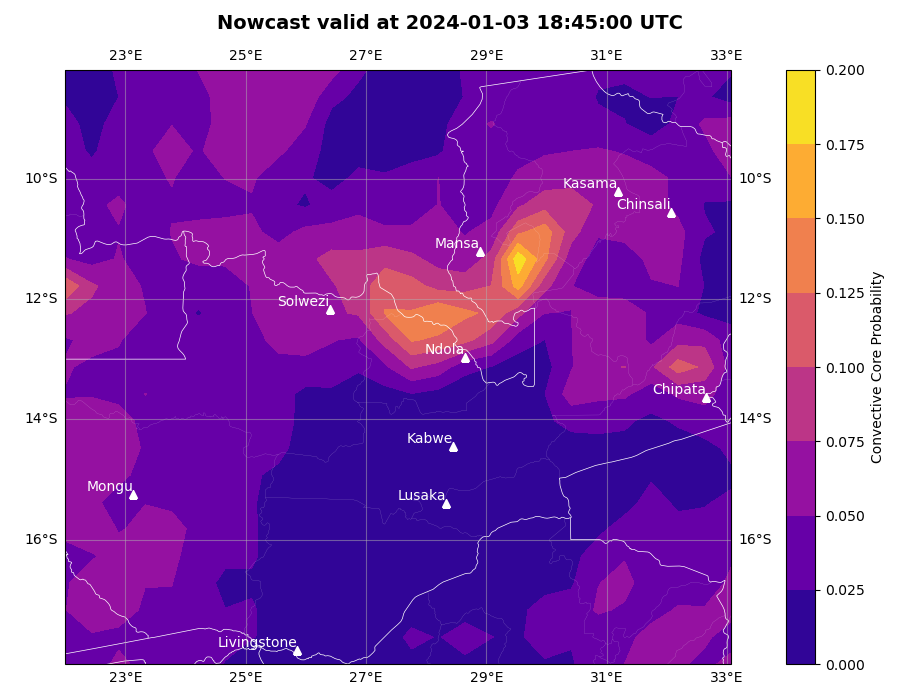 Nowcast valid at 2024-01-03 18:45:00 UTC
23°E 25°E 27°E 29°E 31°E 33°E
0.200
0.175
10°S Kasama 10°S
Chinsali
0.150
Mansa
0.125
12°S Solwezi 12°S
Ndola
0.100
Chipata
14°S 14°S
0.075
Kabwe
Mongu
Lusaka
0.050
16°S 16°S
0.025
Livingstone
0.000
23°E 25°E 27°E 29°E 31°E 33°E
Convective Core Probability